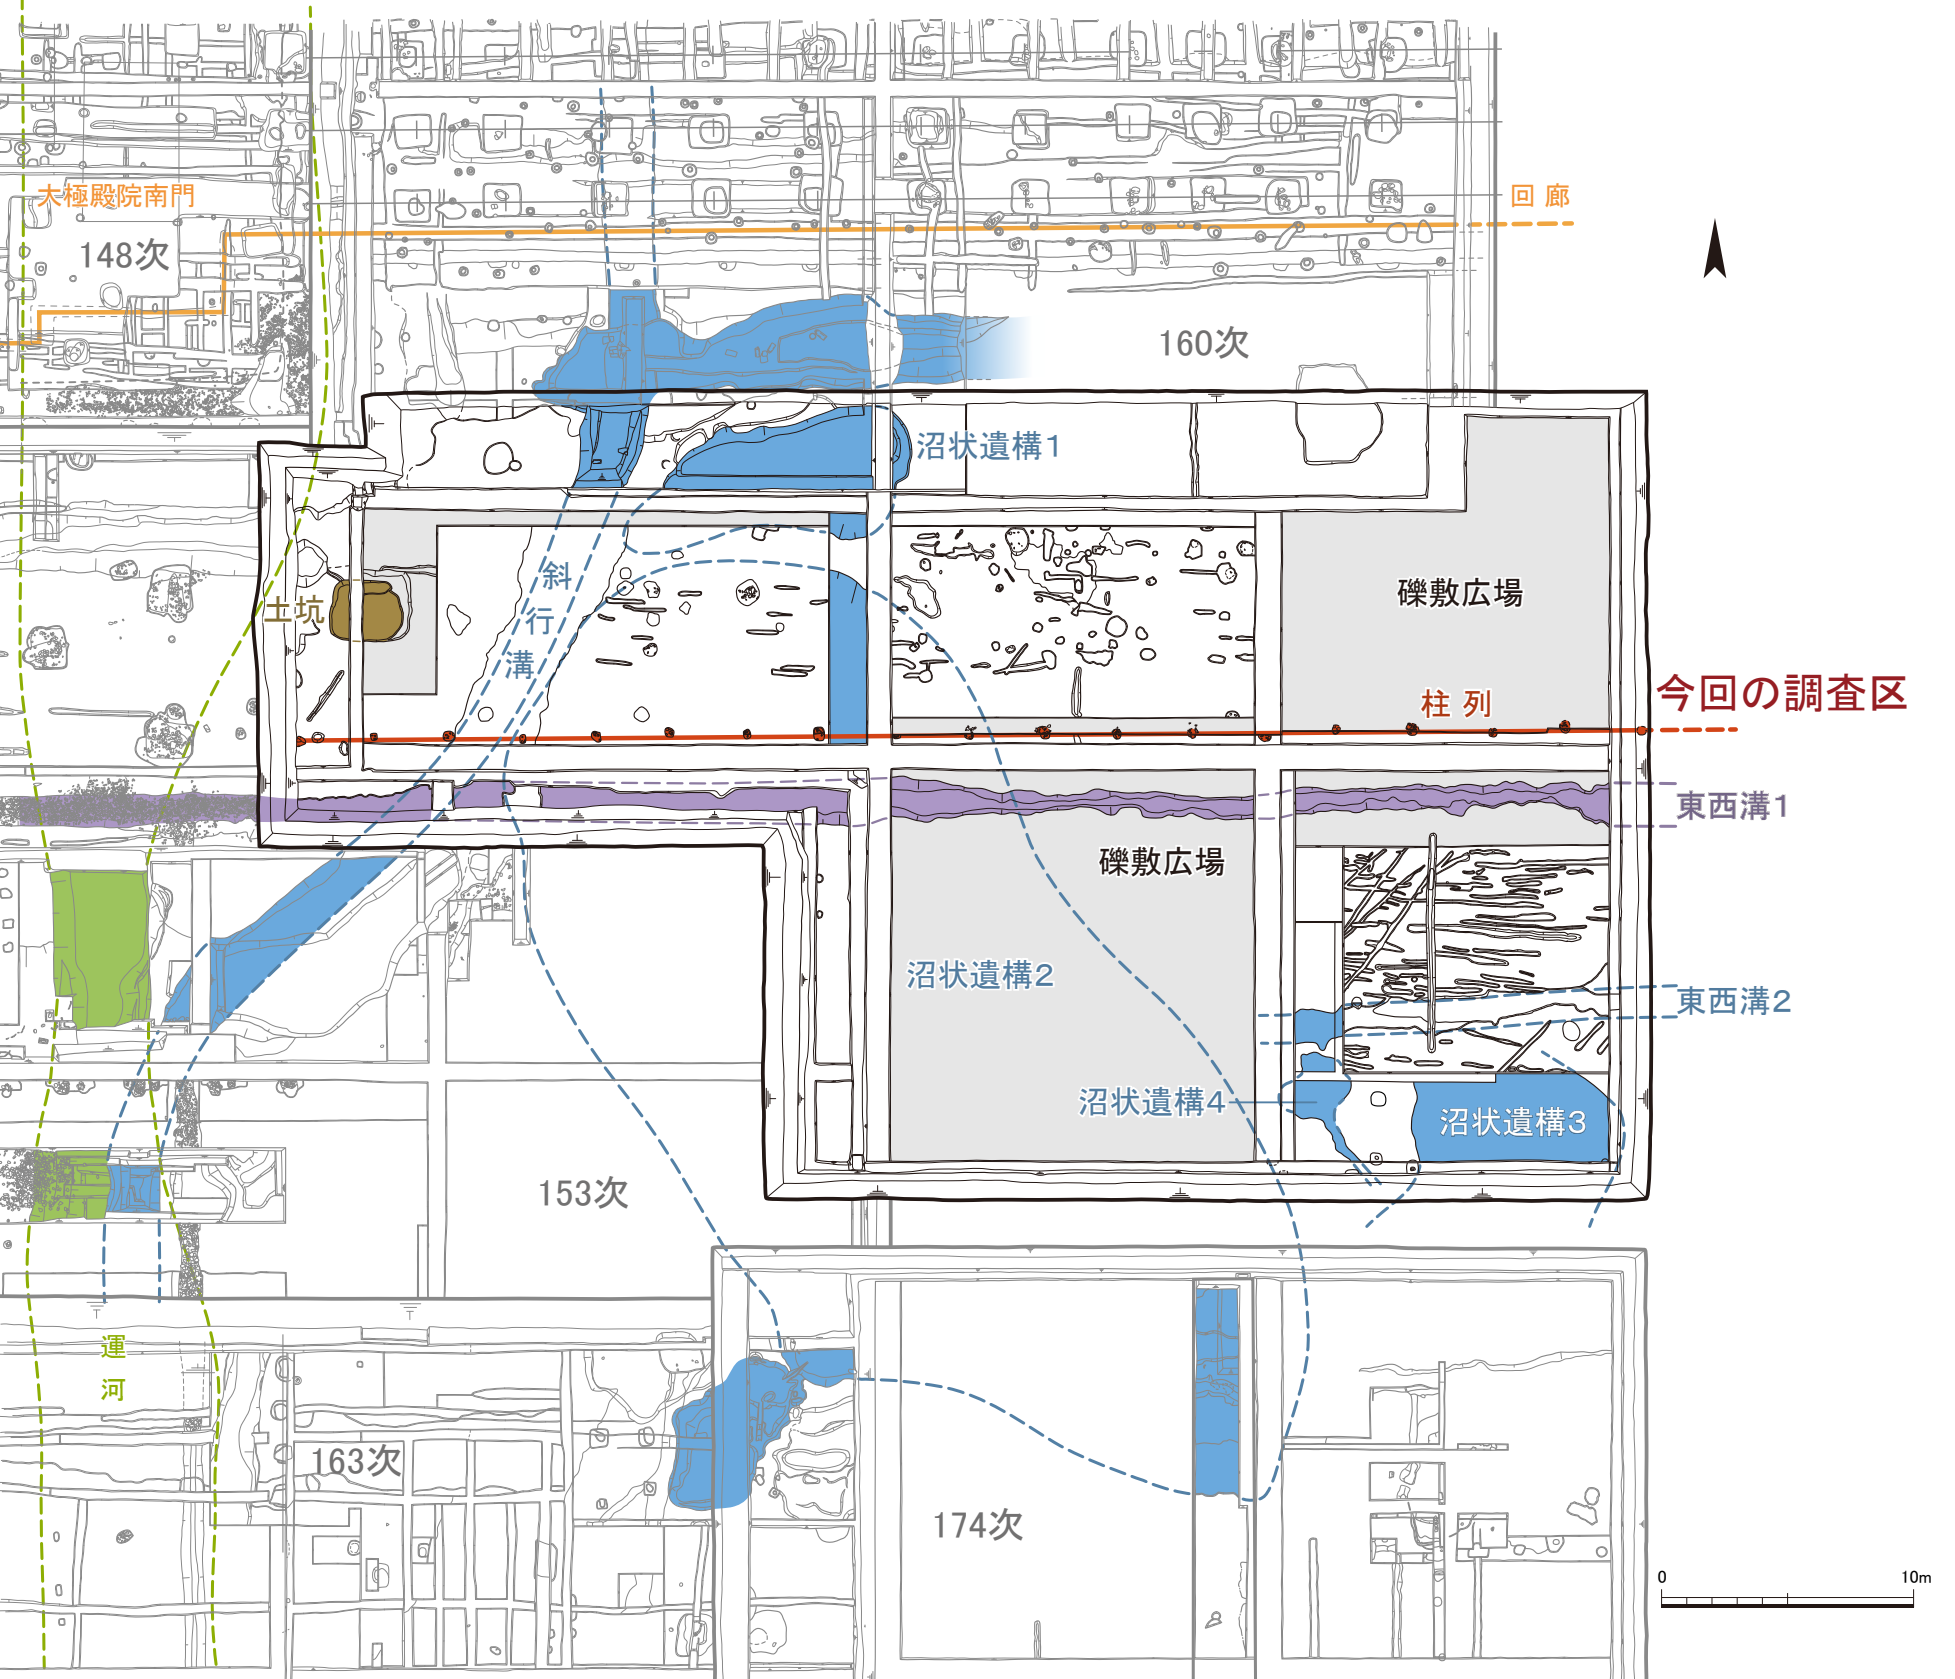 大極殿院南門
回廊
148次
160次
沼状遺構1
斜行溝
土坑
礫敷広場
柱列
今回の調査区
東西溝1
礫敷広場
沼状遺構2
東西溝2
沼状遺構4
沼状遺構3
153次
運河
163次
174次
0 10m